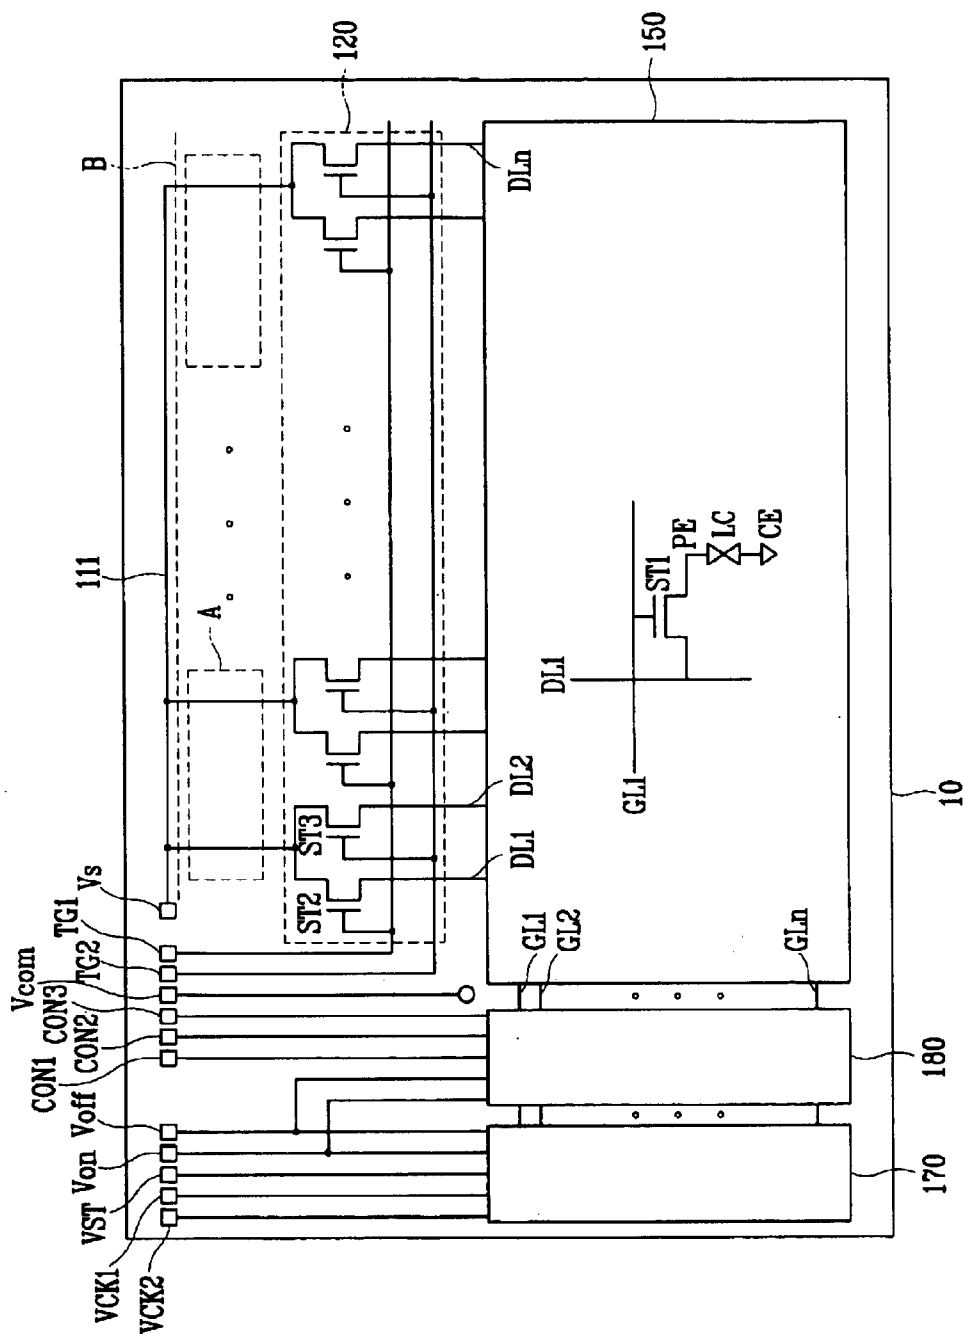 120
150
B
DLn
111
A
PE
LC
CE
ST1
DL1
GL1
10
DL2
DL1
ST3
ST2
Vs
TG1
TG2
Vcom
CON3
CON2
CON1
Voff
Von
VST
VCK1
VCK2
GL1
GL2
GLn
180
170